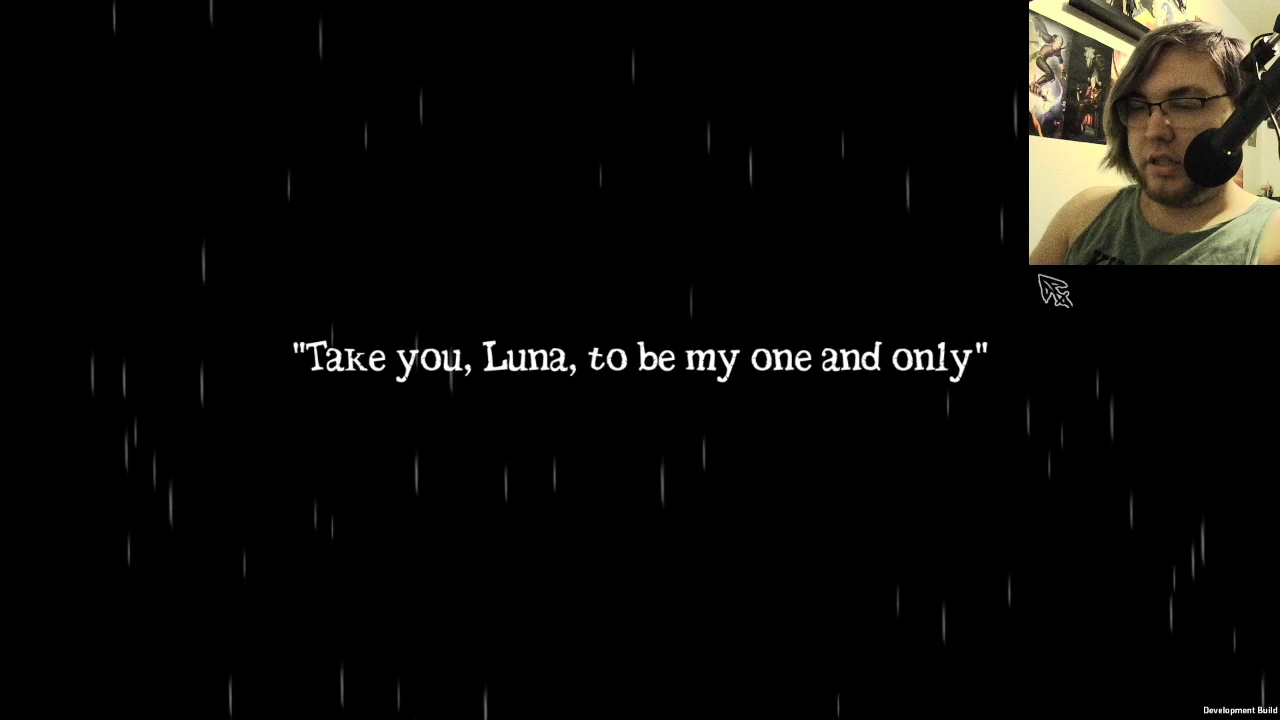 "Take you, Luna, to be my one and only"
Development Build